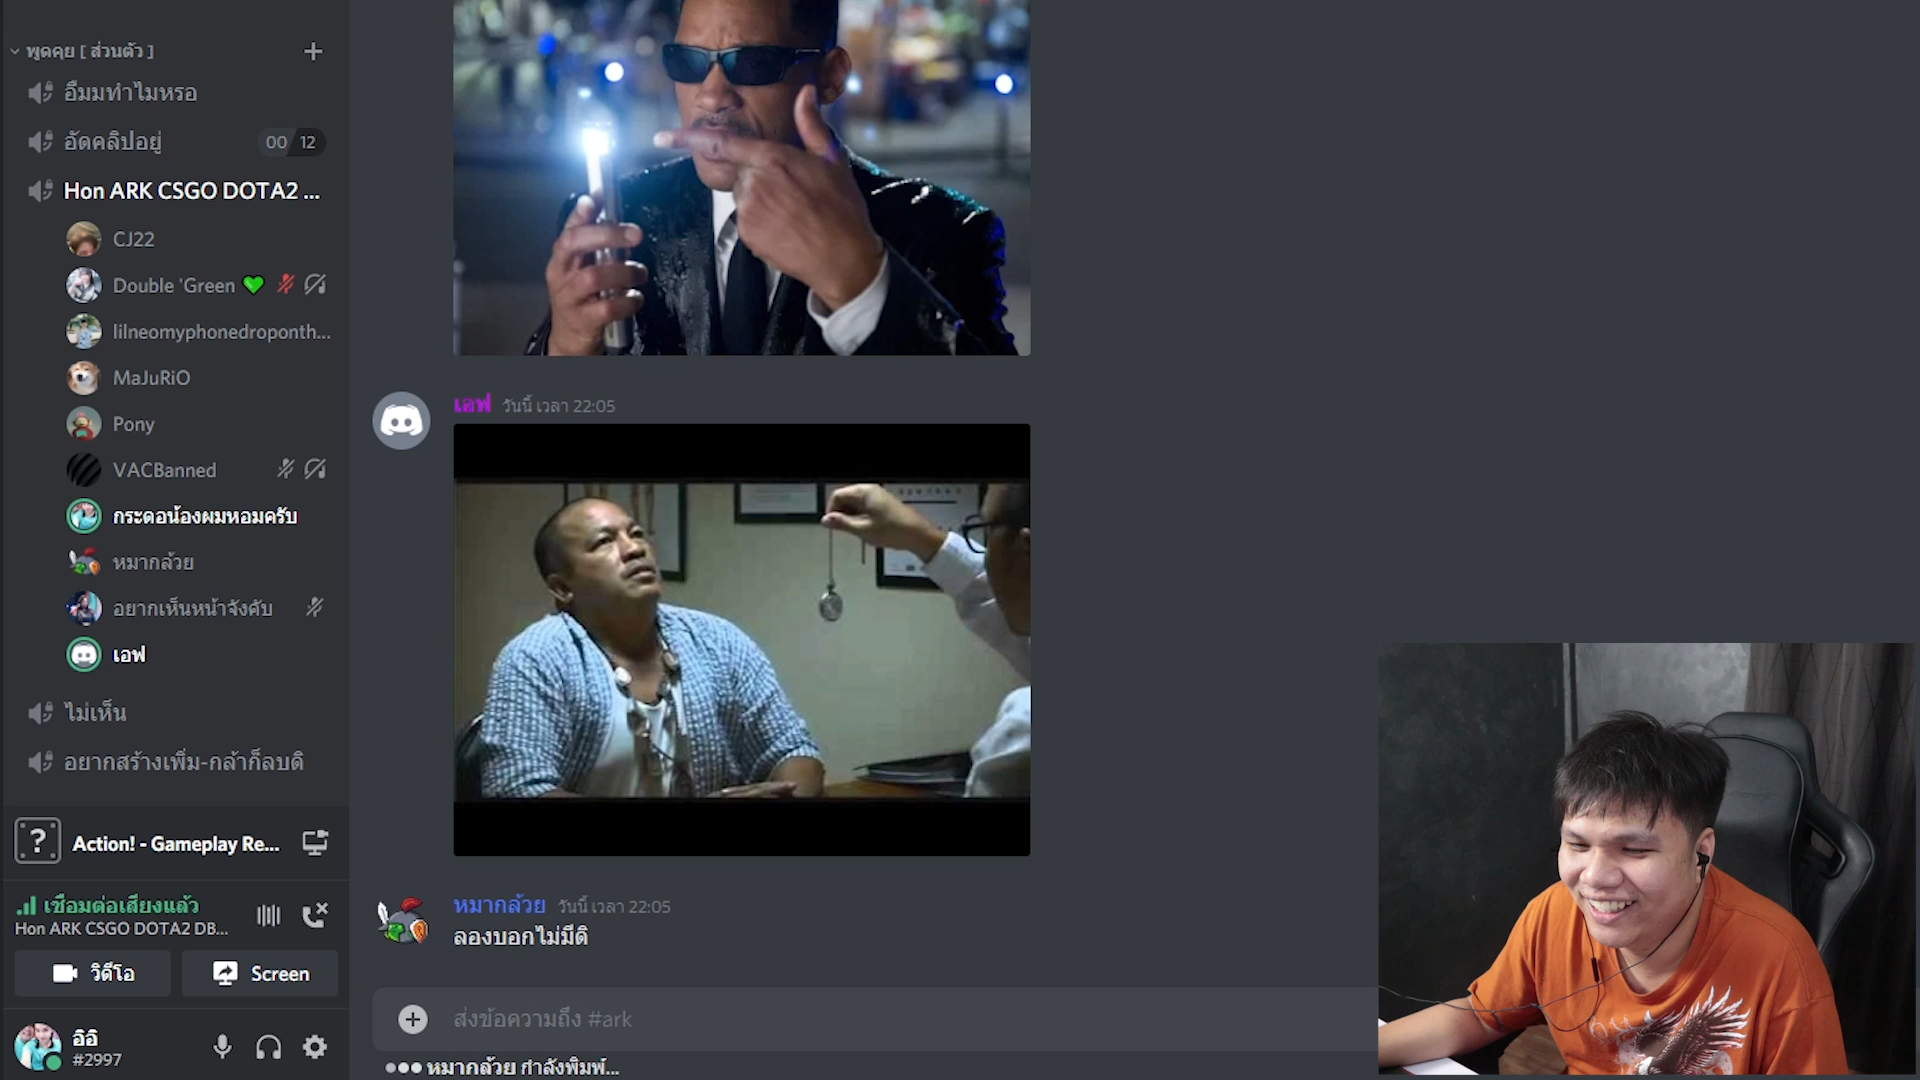 พูดคุย [ ส่วนตัว ]
อืมมทำไมหรอ
อัดคลิปอยู่
00 12
Hon ARK CSGO DOTA2 ...
CJ22
Double 'Green 💚
lilneomyphonedroponth...
MaJuRiO
Pony
VACBanned
กระดอน้องผมหอมครับ
หมากล้วย
อยากเห็นหน้าจังคับ
เอฟ
ไม่เห็น
อยากสร้างเพิ่ม-กล้าก็ลบดิ
Action! - Gameplay Re...
เชื่อมต่อเสียงแล้ว
Hon ARK CSGO DOTA2 DB...
วิดีโอ
Screen
อิอิ
#2997
เอฟ วันนี้ เวลา 22:05
หมากล้วย วันนี้ เวลา 22:05
ลองบอกไม่มีดิ
ส่งข้อความถึง #ark
หมากล้วย กำลังพิมพ์...